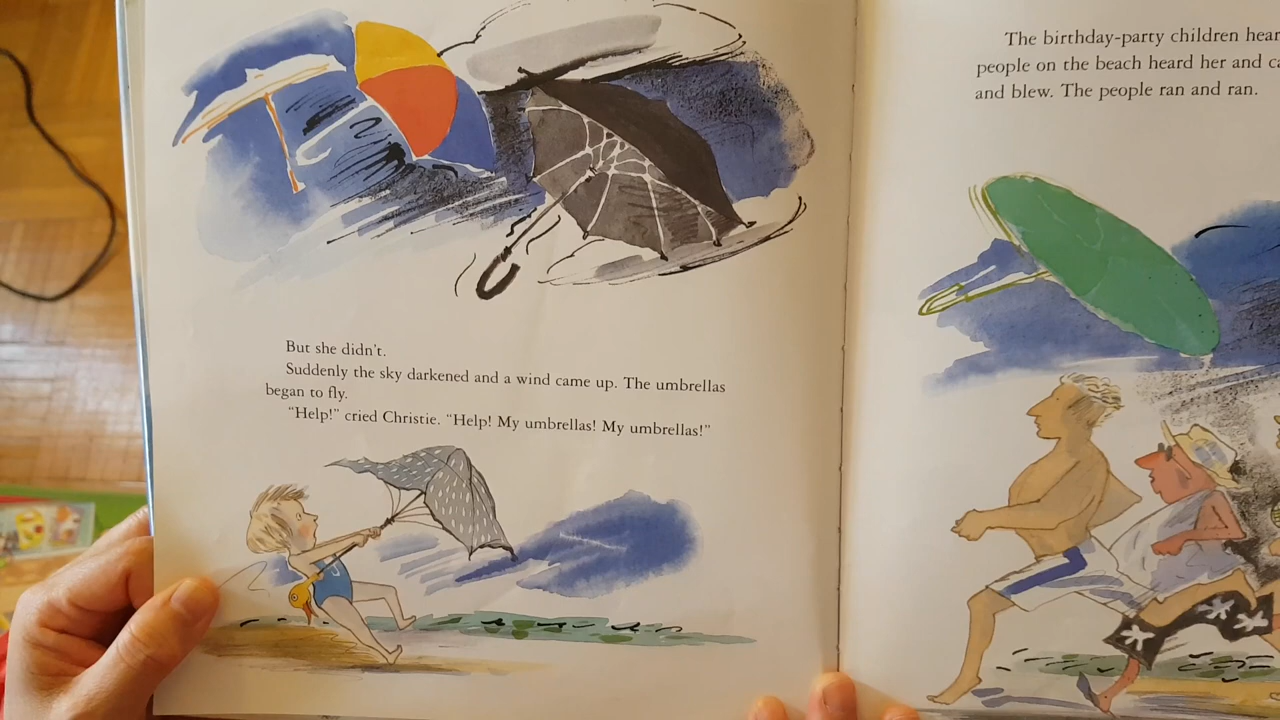 But she didn't.
Suddenly the sky darkened and a wind came up. The umbrellas
began to fly.
"Help!" cried Christie. "Help! My umbrellas! My umbrellas!"
The birthday-party children
people on the beach heard her and
and blew. The people ran and ran.